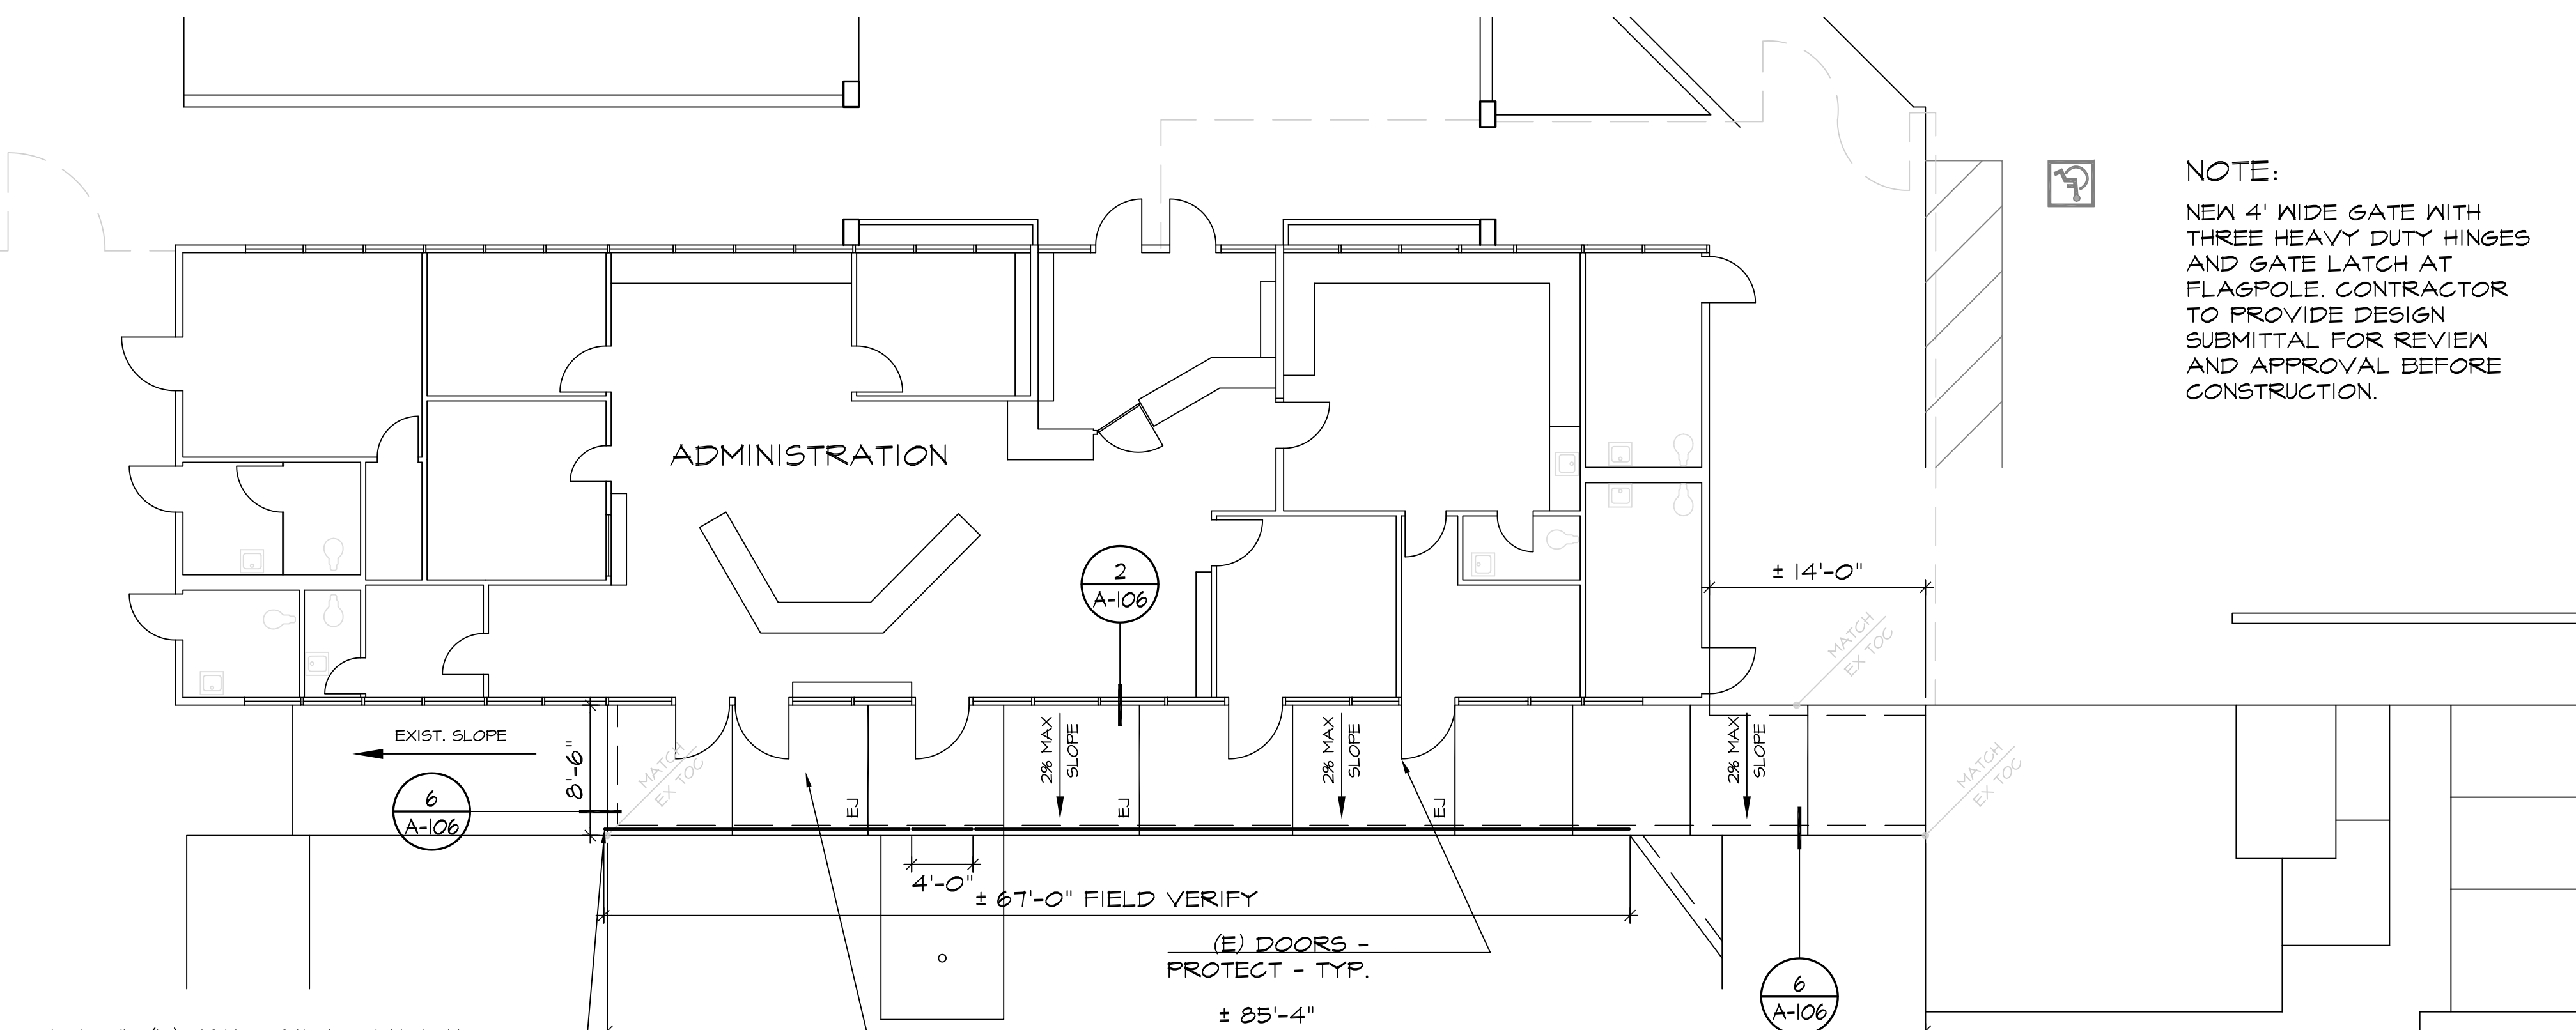 NOTE:
NEW 4' WIDE GATE WITH
THREE HEAVY DUTY HINGES
AND GATE LATCH AT
FLAGPOLE. CONTRACTOR
TO PROVIDE DESIGN
SUBMITTAL FOR REVIEW
AND APPROVAL BEFORE
CONSTRUCTION.
ADMINISTRATION
2
A-106
± 14'-0"
MATCH
EX TOC
EXIST. SLOPE
8'-6"
MATCH
EX TOC
2% MAX
SLOPE
2% MAX
SLOPE
2% MAX
SLOPE
MATCH
EX TOC
6
A-106
EJ
EJ
EJ
4'-0"
± 67'-0" FIELD VERIFY
(E) DOORS -
PROTECT - TYP.
6
A-106
± 85'-4"